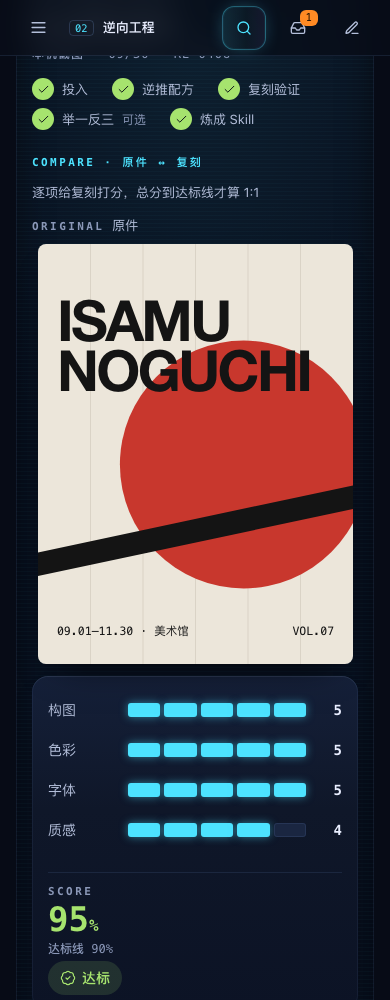 02 逆向工程
1
投入 逆推配方 复刻验证
举一反三 可选 炼成 Skill
COMPARE · 原件 ↔ 复刻
逐项给复刻打分，总分到达标线才算 1:1
ORIGINAL 原件
ISAMU
NOGUCHI
09.01—11.30 · 美术馆 VOL.07
构图 5
色彩 5
字体 5
质感 4
SCORE
95%
达标线 90%
达标